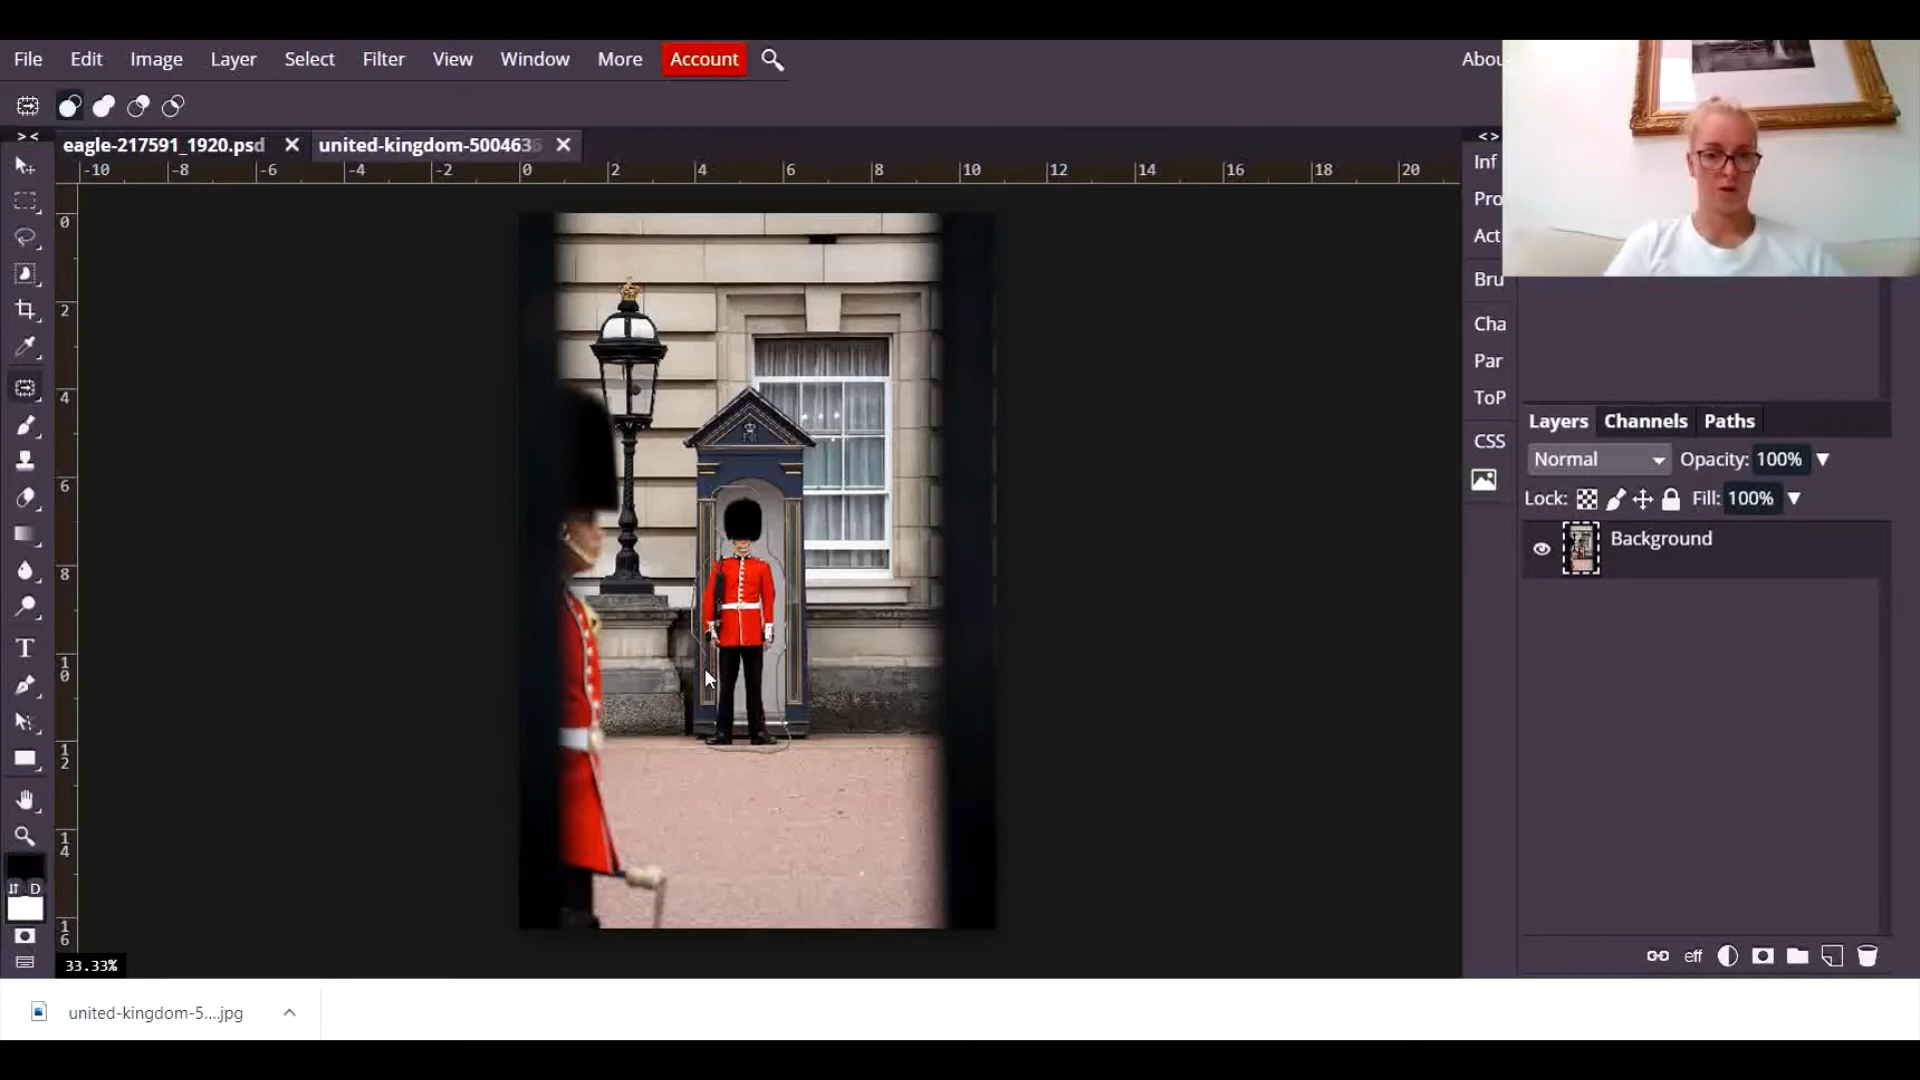 File Edit Image Layer Select Filter View Window More Account Abou
eagle-217591_1920.psd united-kingdom-5004636
-10 -8 -6 -4 -2 0 2 4 6 8 10 12 14 16 18 20
0
2
4
6
8
10
12
14
16
Inf
Pro
Act
Bru
Cha
Par
ToP
CSS
Layers Channels Paths
Normal Opacity: 100%
Lock: Fill: 100%
Background
T
D
33.33%
eff
united-kingdom-5....jpg